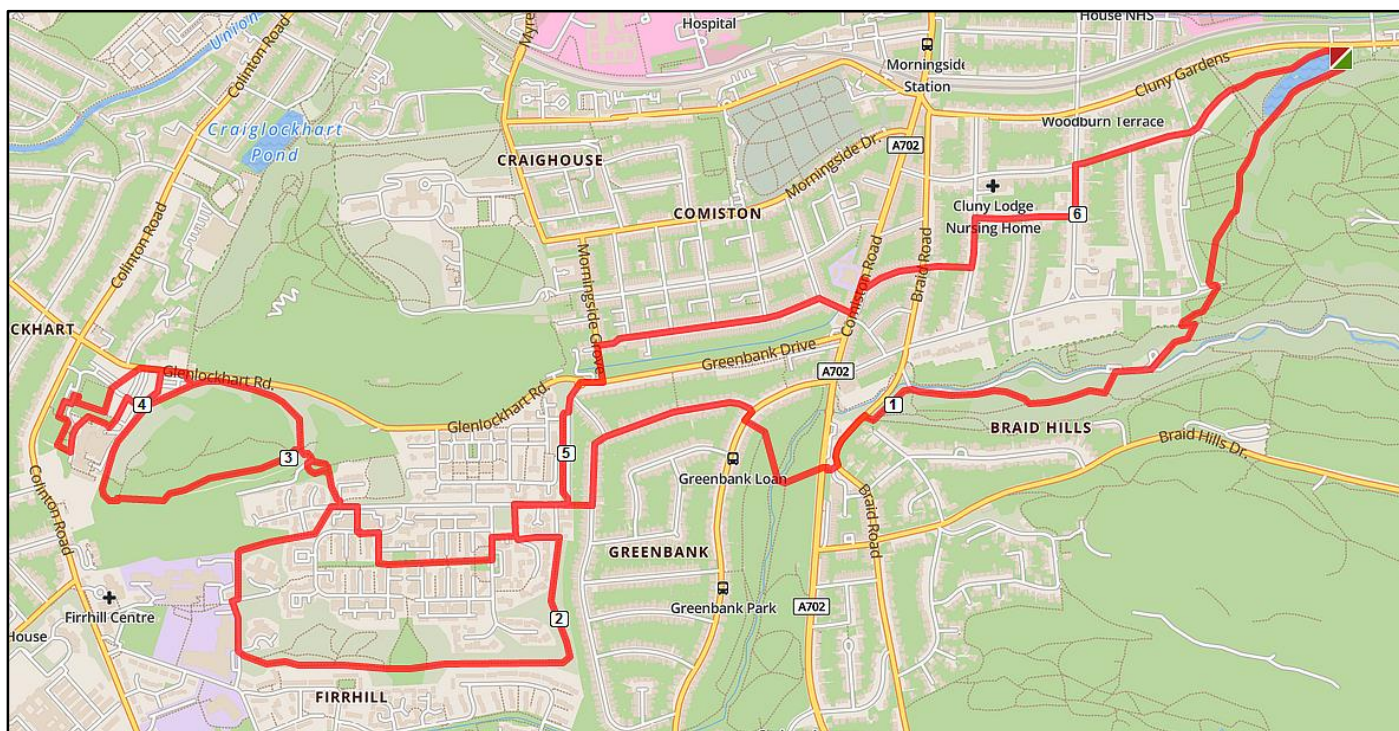 Hospital
House NHS
Union
Colinton Road
Myre
Morningside
Station
Cluny Gardens
Craiglockhart
Pond
Woodburn Terrace
CRAIGHOUSE
Morningside Dr.
A702
COMISTON
Cluny Lodge
Nursing Home
6
Colinton Road
Morningside Grove
Comiston Road
Braid Road
CKHART
Greenbank Drive
Glenlockhart Rd.
A702
4
Glenlockhart Rd.
1
BRAID HILLS
Braid Hills Dr.
3
5
Greenbank Loan
Colinton Road
Braid Road
GREENBANK
Firrhill Centre
House
2
Greenbank Park
A702
FIRRHILL